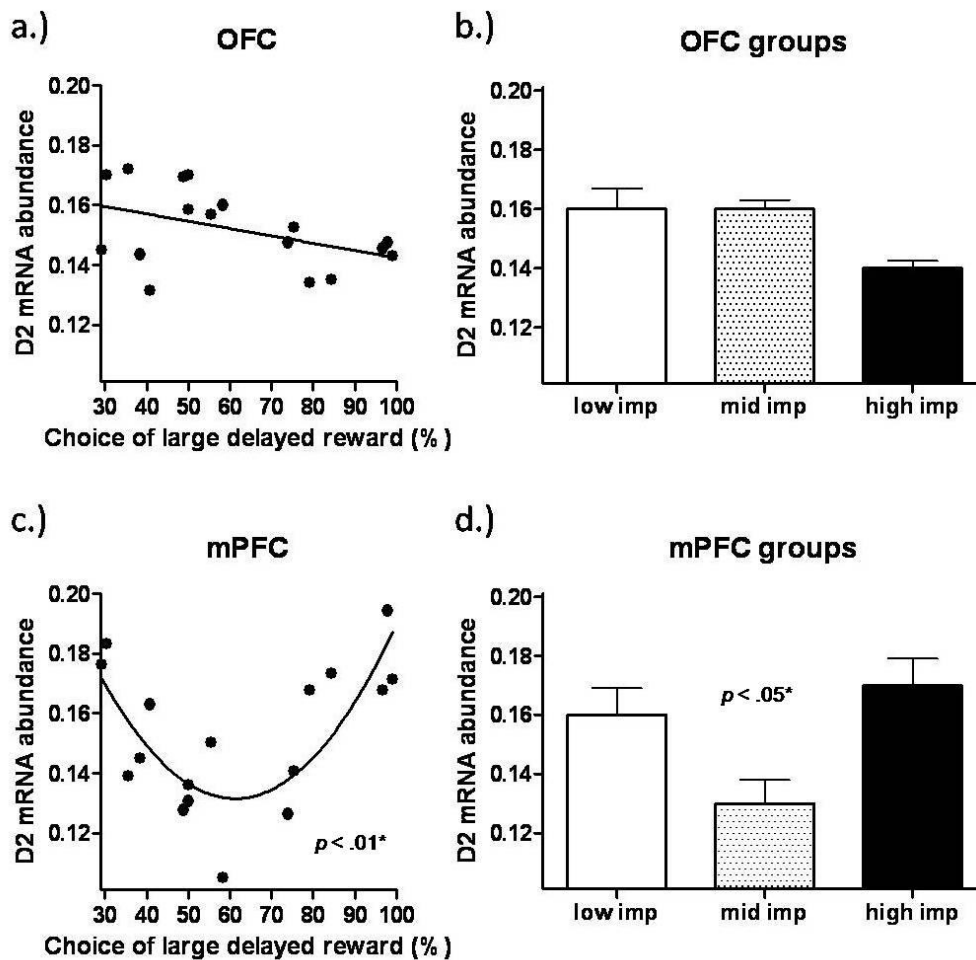 a.)
OFC
D2 mRNA abundance
0.20
0.18
0.16
0.14
0.12
30 40 50 60 70 80 90 100
Choice of large delayed reward (%)
b.)
OFC groups
D2 mRNA abundance
0.20
0.18
0.16
0.14
0.12
low imp mid imp high imp
c.)
mPFC
D2 mRNA abundance
0.20
0.18
0.16
0.14
0.12
p < .01*
30 40 50 60 70 80 90 100
Choice of large delayed reward (%)
d.)
mPFC groups
D2 mRNA abundance
0.20
0.18
0.16
0.14
0.12
p < .05*
low imp mid imp high imp